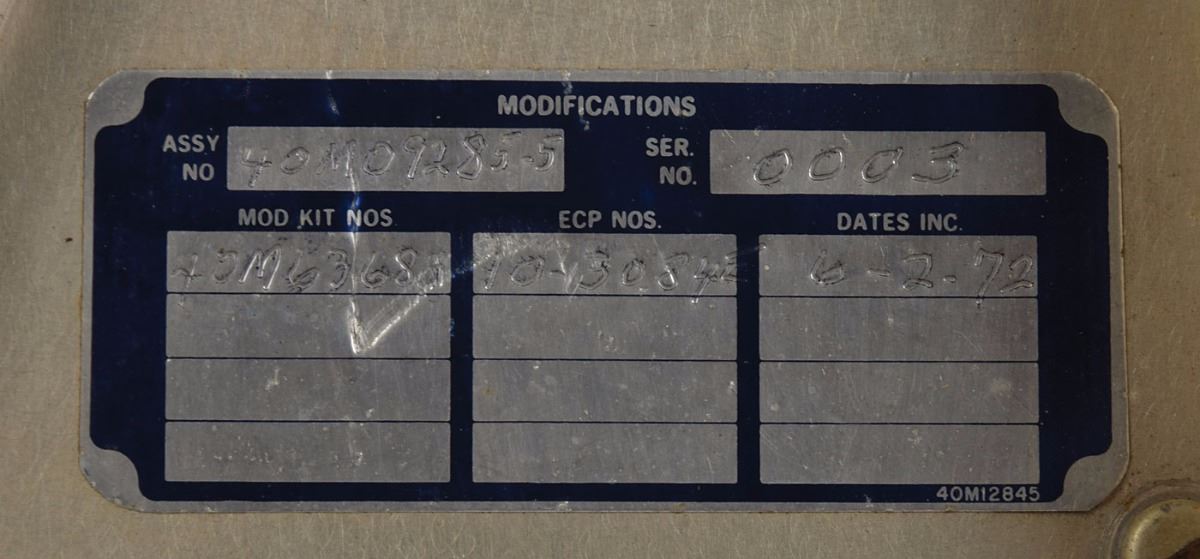 MODIFICATIONS
ASSY NO 40M09285-5 SER. NO. 0003
MOD KIT NOS. ECP NOS. DATES INC.
6-2-72
40M12845